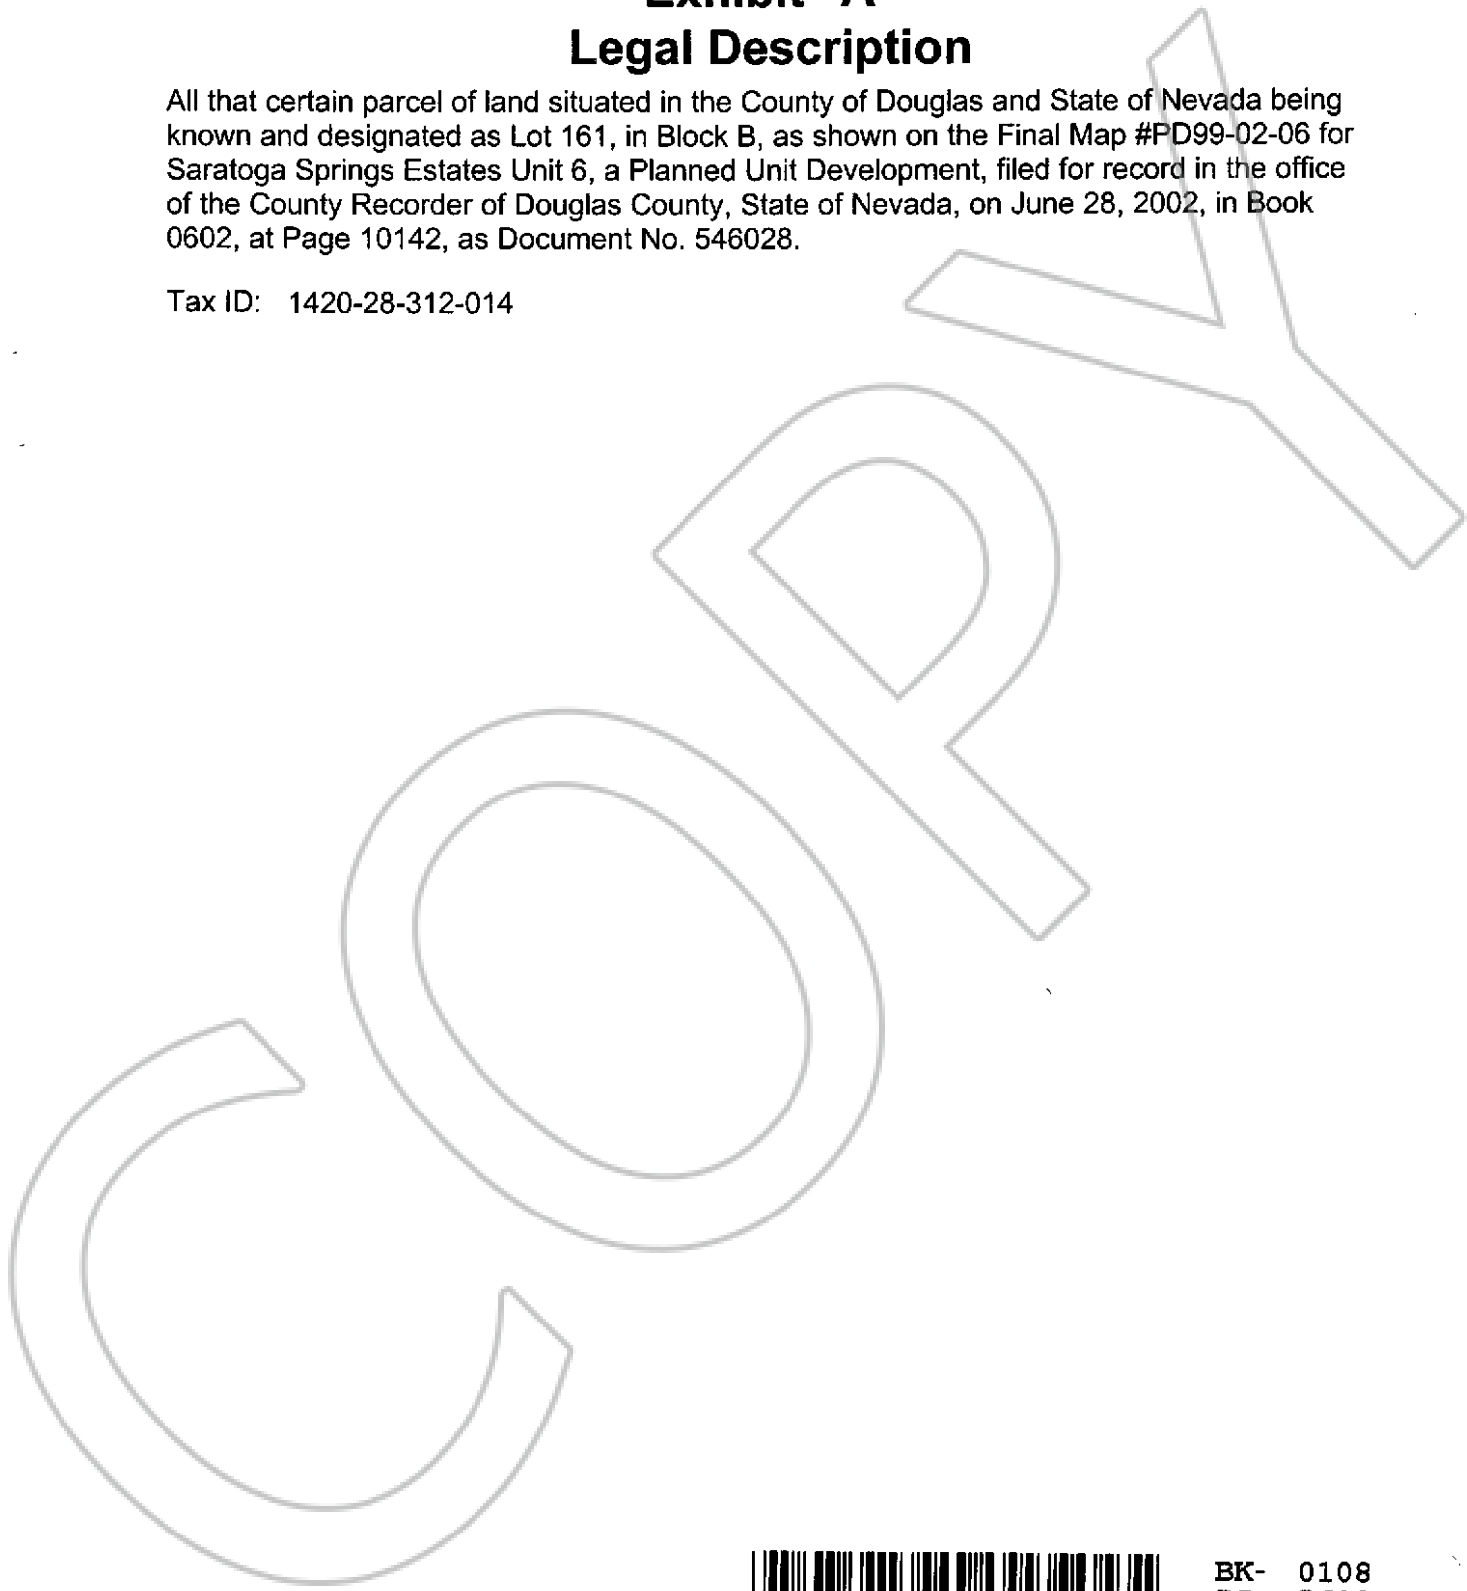 Legal Description
All that certain parcel of land situated in the County of Douglas and State of Nevada being
known and designated as Lot 161, in Block B, as shown on the Final Map #PD99-02-06 for
Saratoga Springs Estates Unit 6, a Planned Unit Development, filed for record in the office
of the County Recorder of Douglas County, State of Nevada, on June 28, 2002, in Book
0602, at Page 10142, as Document No. 546028.
Tax ID: 1420-28-312-014
COPY
BK- 0108